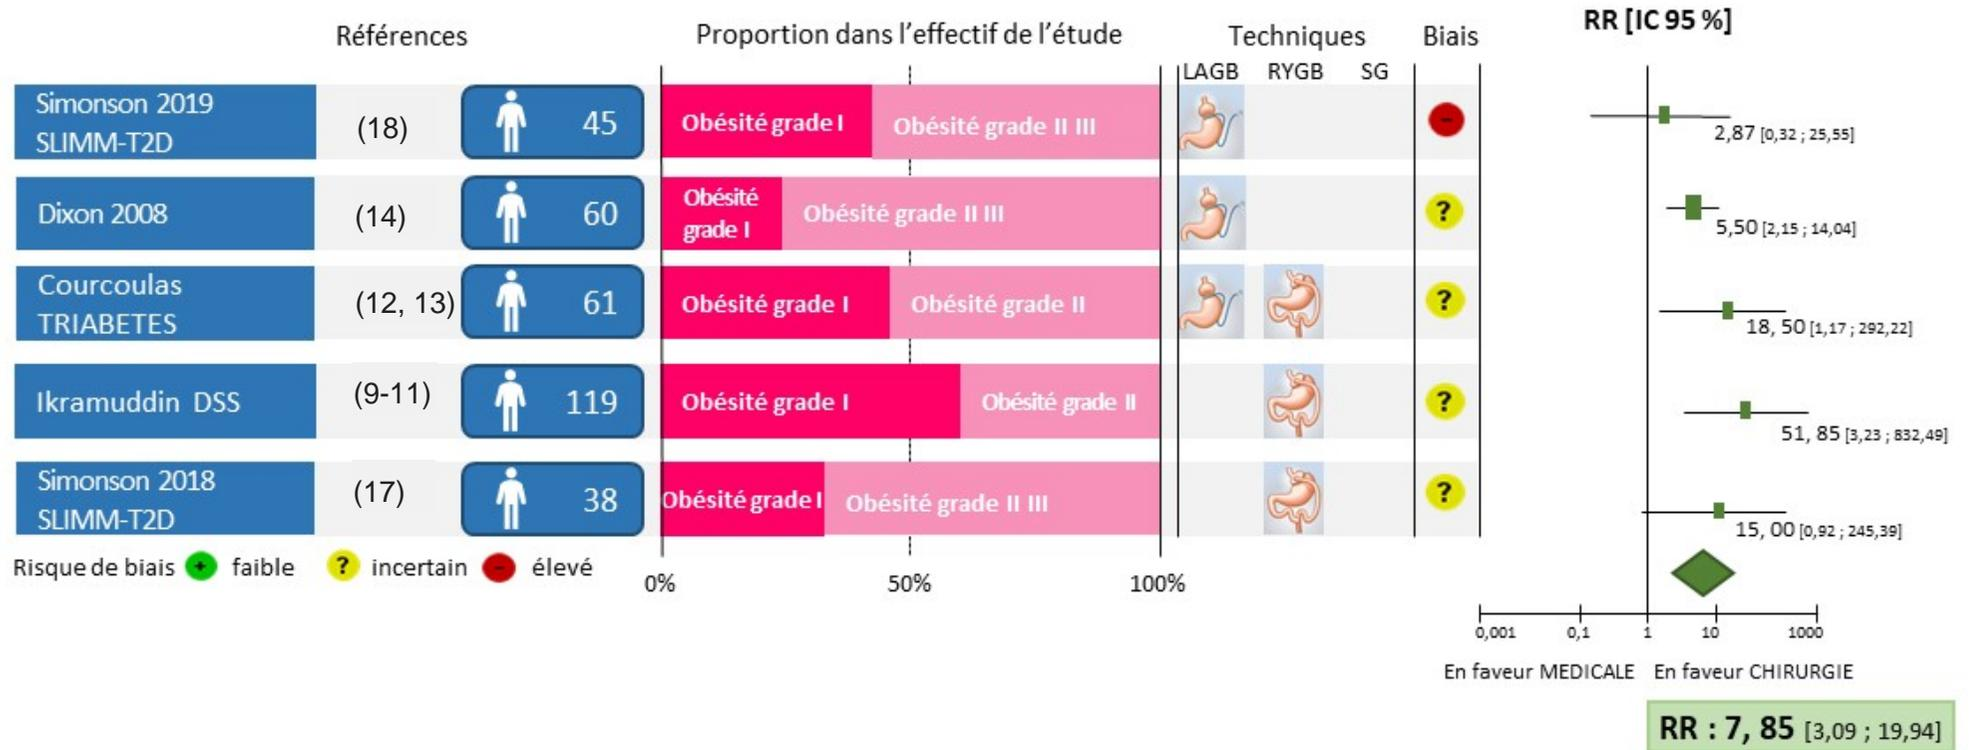 Références
Proportion dans l'effectif de l'étude
Techniques
Biais
RR [IC 95 %]
LAGB RYGB SG
Simonson 2019
SLIMM-T2D
(18)
45
Obésité grade I
Obésité grade II III
-
2,87 [0,32 ; 25,55]
Dixon 2008
(14)
60
Obésité
grade I
Obésité grade II III
?
5,50 [2,15 ; 14,04]
Courcoulas
TRIABETES
(12, 13)
61
Obésité grade I
Obésité grade II
?
18, 50 [1,17 ; 292,22]
Ikramuddin DSS
(9-11)
119
Obésité grade I
Obésité grade II
?
51, 85 [3,23 ; 832,49]
Simonson 2018
SLIMM-T2D
(17)
38
Obésité grade I
Obésité grade II III
?
15, 00 [0,92 ; 245,39]
Risque de biais + faible ? incertain - élevé
0% 50% 100%
0,001 0,1 1 10 1000
En faveur MEDICALE En faveur CHIRURGIE
RR : 7, 85 [3,09 ; 19,94]